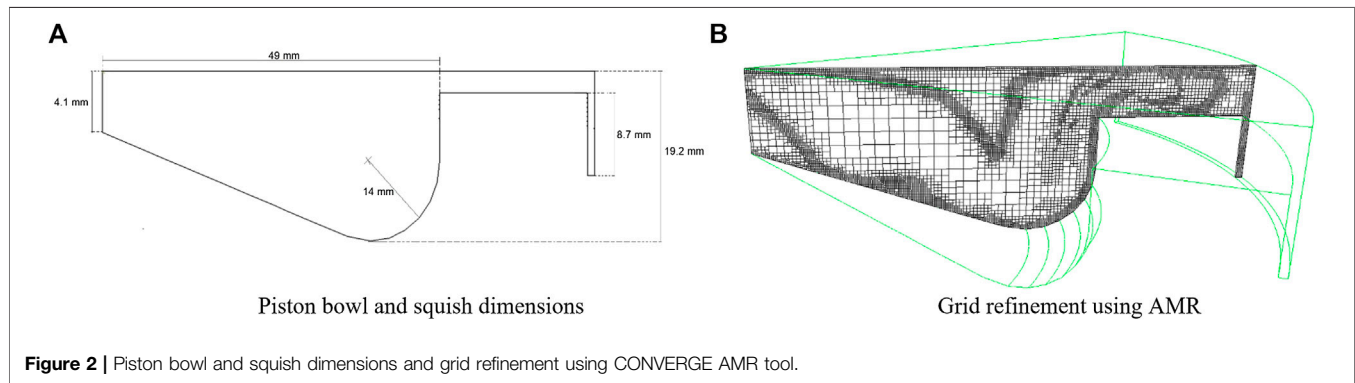 A
49 mm
4.1 mm
8.7 mm
19.2 mm
14 mm
Piston bowl and squish dimensions
B
Grid refinement using AMR
Figure 2 | Piston bowl and squish dimensions and grid refinement using CONVERGE AMR tool.